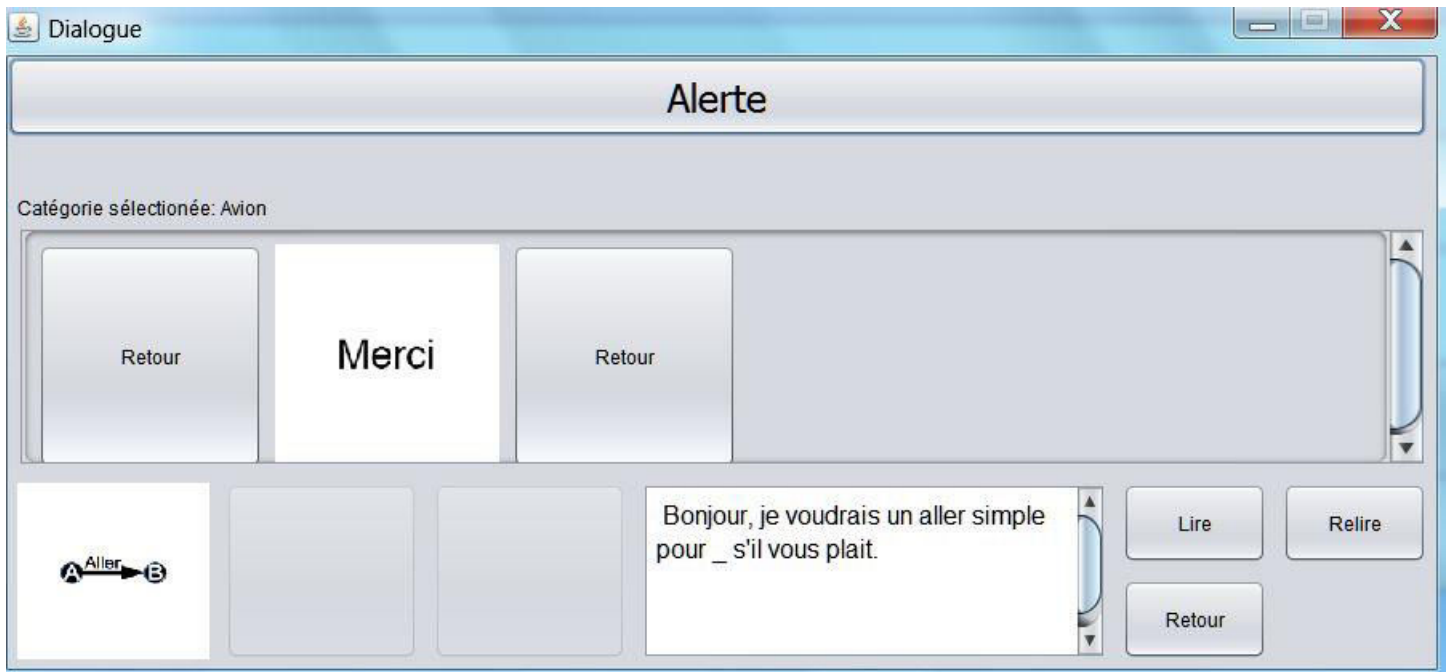 Dialogue
Alerte
Catégorie sélectionée: Avion
Retour
Merci
Retour
A Aller B
Bonjour, je voudrais un aller simple
pour _ s'il vous plait.
Lire
Relire
Retour